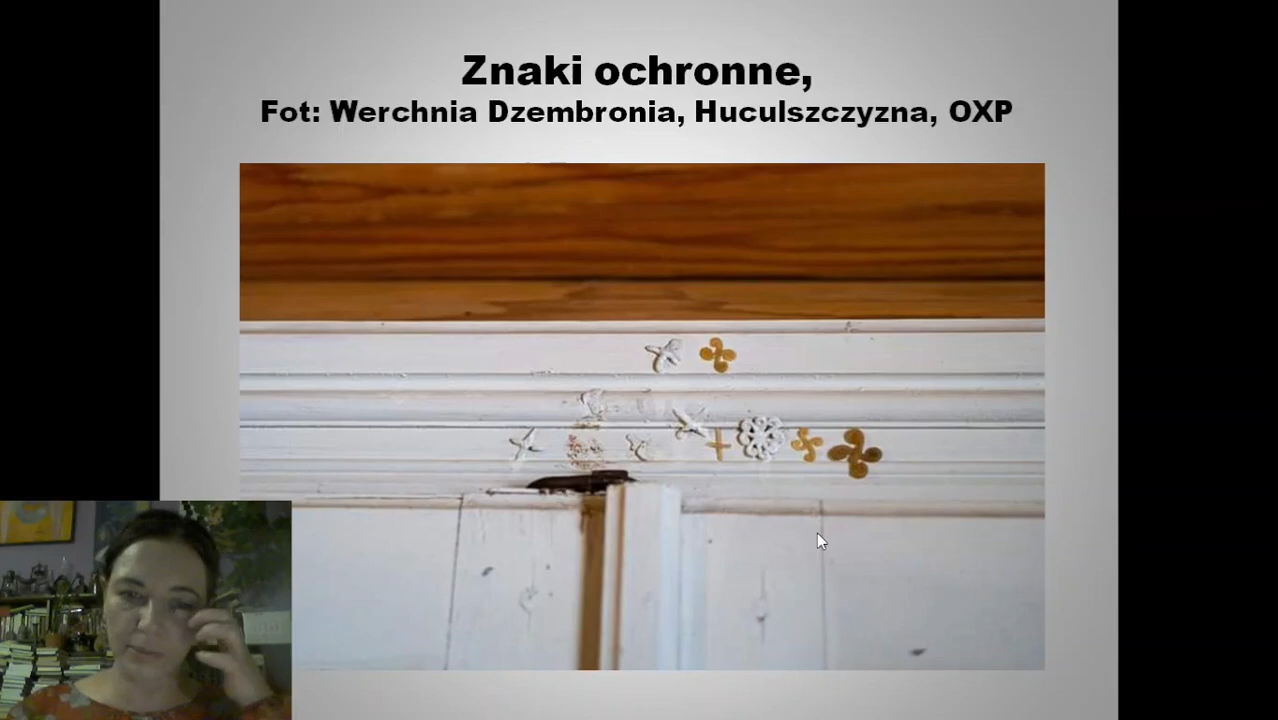 Znaki ochronne,
Fot: Werchnia Dzembronia, Huculszczyzna, OXP